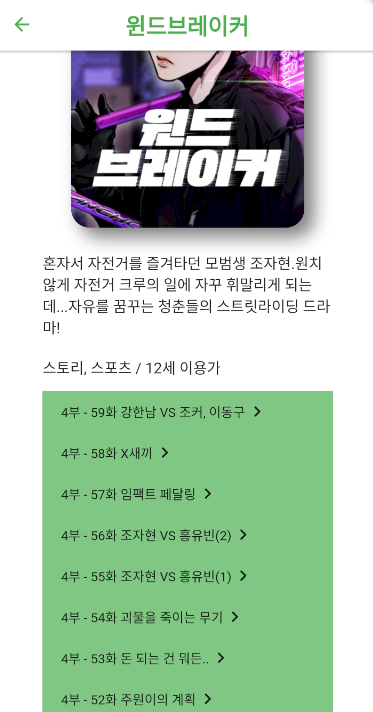 윈드브레이커
윈드
브레이커
혼자서 자전거를 즐겨타던 모범생 조자현.원치
않게 자전거 크루의 일에 자꾸 휘말리게 되는
데...자유를 꿈꾸는 청춘들의 스트릿라이딩 드라
마!
스토리, 스포츠 / 12세 이용가
4부 - 59화 강한남 VS 조커, 이동구
4부 - 58화 X새끼
4부 - 57화 임팩트 페달링
4부 - 56화 조자현 VS 홍유빈(2)
4부 - 55화 조자현 VS 홍유빈(1)
4부 - 54화 괴물을 죽이는 무기
4부 - 53화 돈 되는 건 뭐든..
4부 - 52화 주원이의 계획